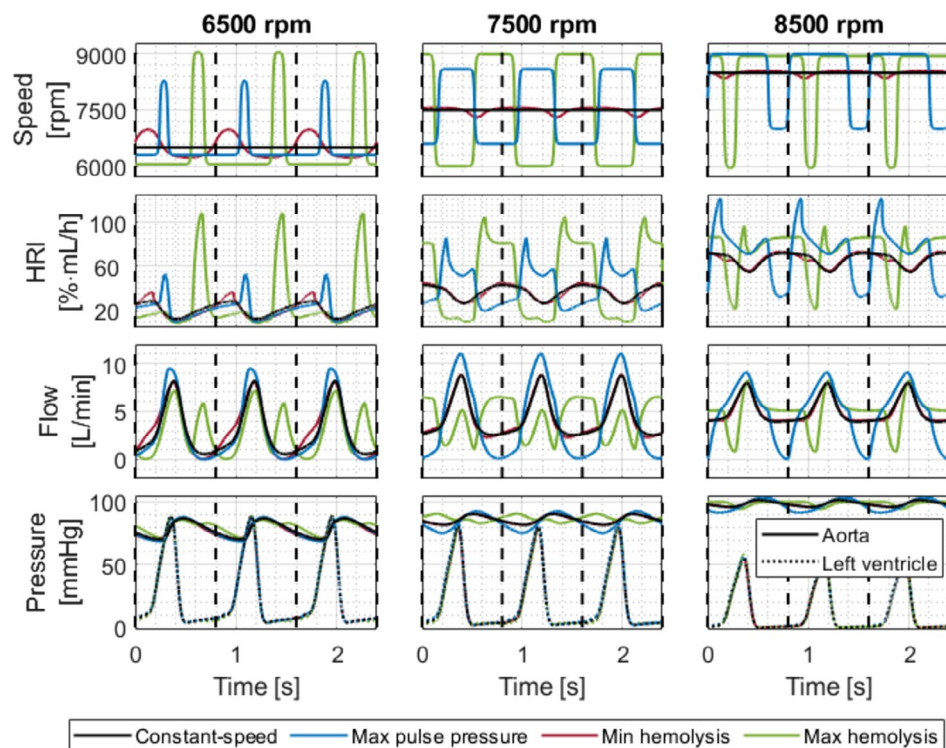 6500 rpm 7500 rpm 8500 rpm
Speed
[rpm]
9000
7500
6000
HRI
[%·mL/h]
100
60
20
Flow
[L/min]
10
5
0
Pressure
[mmHg]
100
50
0
Aorta
Left ventricle
0 1 2 0 1 2 0 1 2
Time [s] Time [s] Time [s]
Constant-speed Max pulse pressure Min hemolysis Max hemolysis